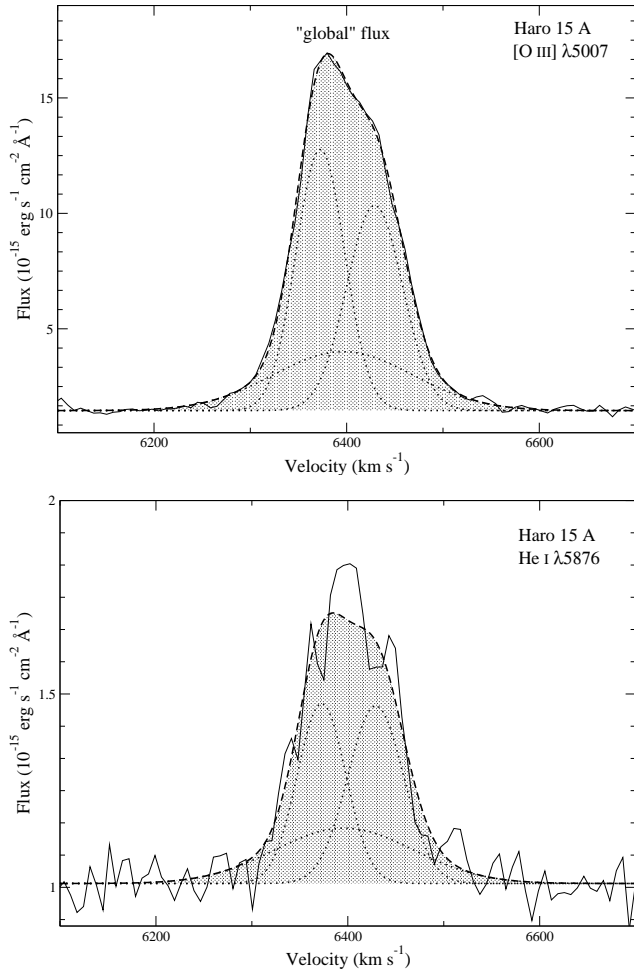 "global" flux
Haro 15 A
[O III] λ5007
15
10
5
Flux (10⁻¹⁵ erg s⁻¹ cm⁻² Å⁻¹)
6200
6400
6600
Velocity (km s⁻¹)
2
Haro 15 A
He I λ5876
1.5
1
Flux (10⁻¹⁵ erg s⁻¹ cm⁻² Å⁻¹)
6200
6400
6600
Velocity (km s⁻¹)